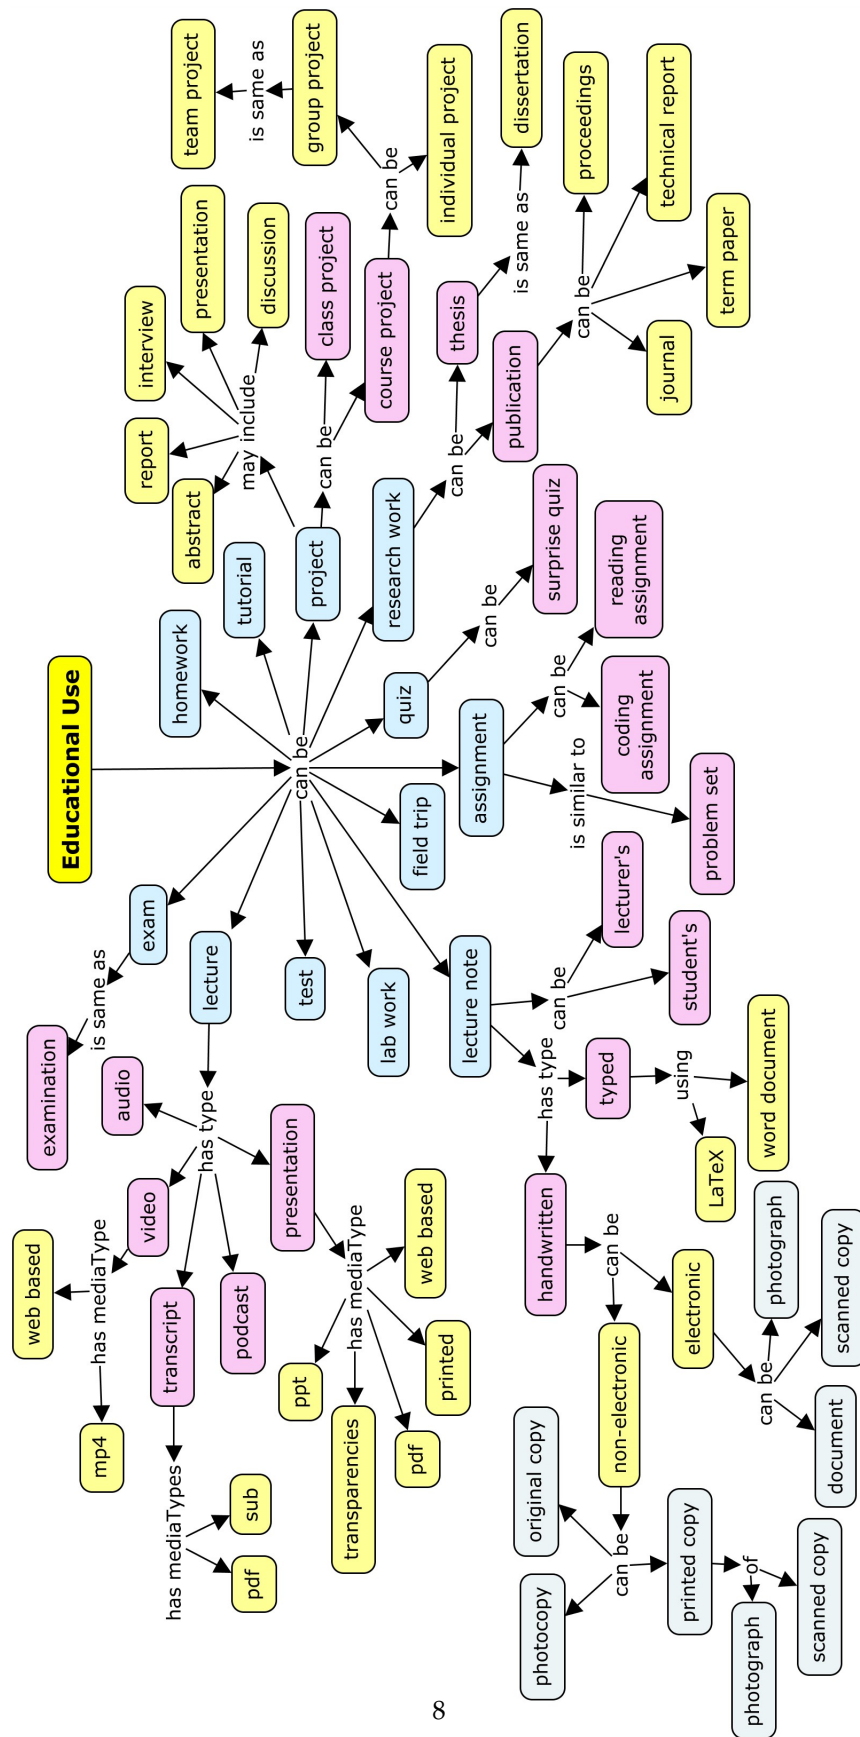 Educational Use
can be
exam
is same as
examination
lecture
has type
audio
video
has mediaType
web based
mp4
transcript
has mediaTypes
pdf
sub
podcast
presentation
has mediaType
ppt
transparencies
pdf
printed
web based
test
lab work
lecture note
has type
handwritten
can be
non-electronic
can be
original copy
photocopy
printed copy
of
photograph
scanned copy
electronic
can be
photograph
scanned copy
document
typed
using
LaTeX
word document
can be
lecturer's
student's
field trip
assignment
is similar to
problem set
can be
coding
assignment
reading
assignment
quiz
can be
surprise quiz
research work
can be
thesis
is same as
dissertation
publication
can be
proceedings
technical report
term paper
journal
project
may include
abstract
report
interview
presentation
discussion
can be
class project
course project
can be
group project
is same as
team project
individual project
tutorial
homework
8